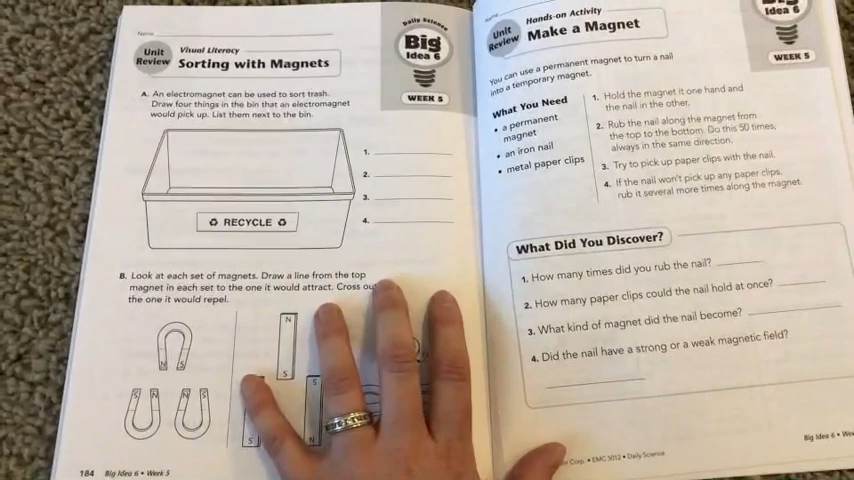 Name
Unit
Review
Visual Literacy
Sorting with Magnets
Daily Science
Big
Idea 6
WEEK 5
A. An electromagnet can be used to sort trash.
Draw four things in the bin that an electromagnet
would pick up. List them next to the bin.
1.
2.
3.
4.
RECYCLE
B. Look at each set of magnets. Draw a line from the top
magnet in each set to the one it would attract. Cross out
the one it would repel.
N S
S N N S
N
S
S
S
N
184 Big Idea 6 • Week 5
Name
Unit
Review
Hands-on Activity
Make a Magnet
Big
Idea 6
WEEK 5
You can use a permanent magnet to turn a nail
into a temporary magnet.
What You Need
• a permanent
magnet
• an iron nail
• metal paper clips
1. Hold the magnet it one hand and
the nail in the other.
2. Rub the nail along the magnet from
the top to the bottom. Do this 50 times,
always in the same direction.
3. Try to pick up paper clips with the nail.
4. If the nail won't pick up any paper clips,
rub it several more times along the magnet.
What Did You Discover?
1. How many times did you rub the nail?
2. How many paper clips could the nail hold at once?
3. What kind of magnet did the nail become?
4. Did the nail have a strong or a weak magnetic field?
Corp. • EMC 5012 • Daily Science
Big Idea 6 •